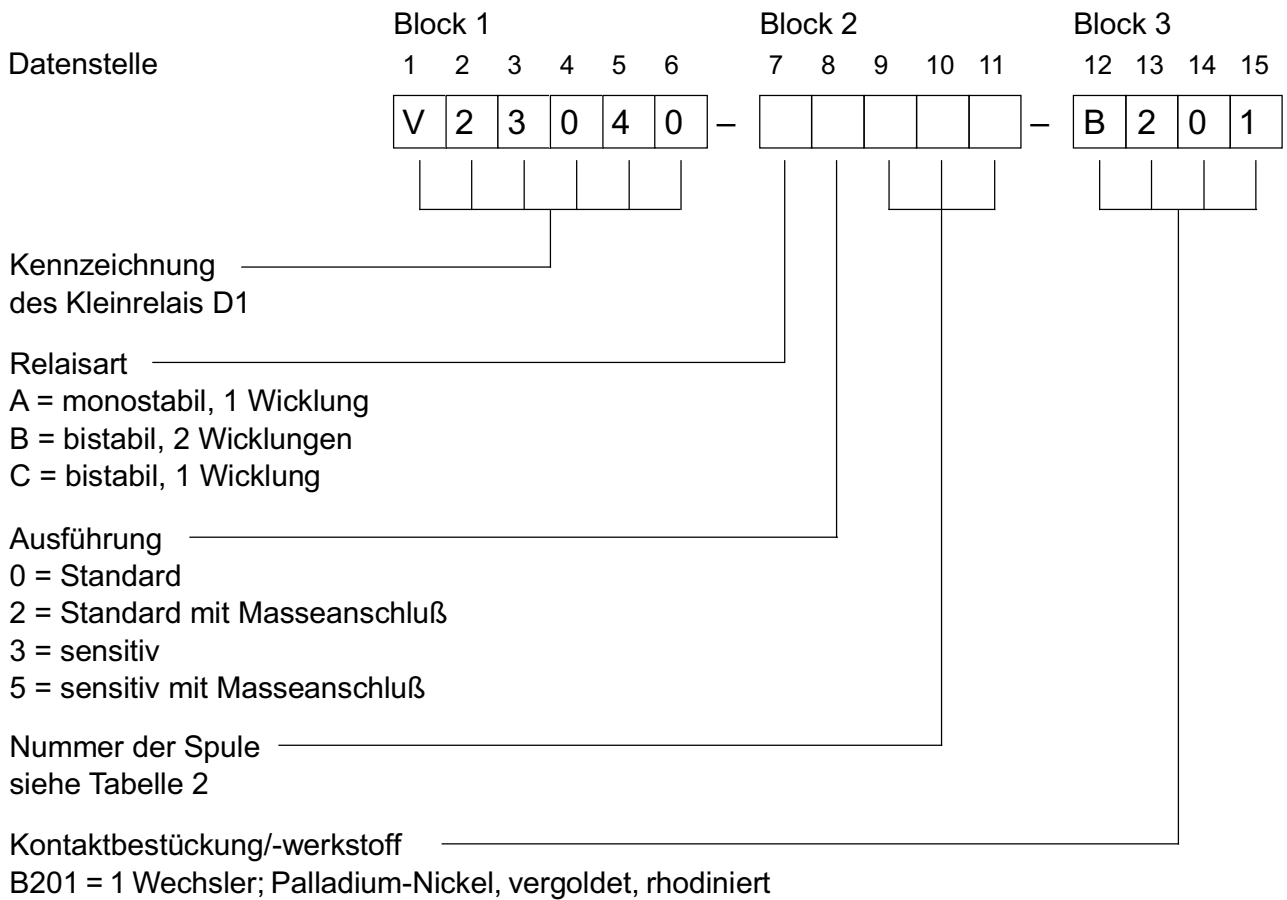 Block 1 Block 2 Block 3
Datenstelle 1 2 3 4 5 6 7 8 9 10 11 12 13 14 15
V 2 3 0 4 0 – – B 2 0 1
Kennzeichnung
des Kleinrelais D1
Relaisart
A = monostabil, 1 Wicklung
B = bistabil, 2 Wicklungen
C = bistabil, 1 Wicklung
Ausführung
0 = Standard
2 = Standard mit Masseanschluß
3 = sensitiv
5 = sensitiv mit Masseanschluß
Nummer der Spule
siehe Tabelle 2
Kontaktbestückung/-werkstoff
B201 = 1 Wechsler; Palladium-Nickel, vergoldet, rhodiniert